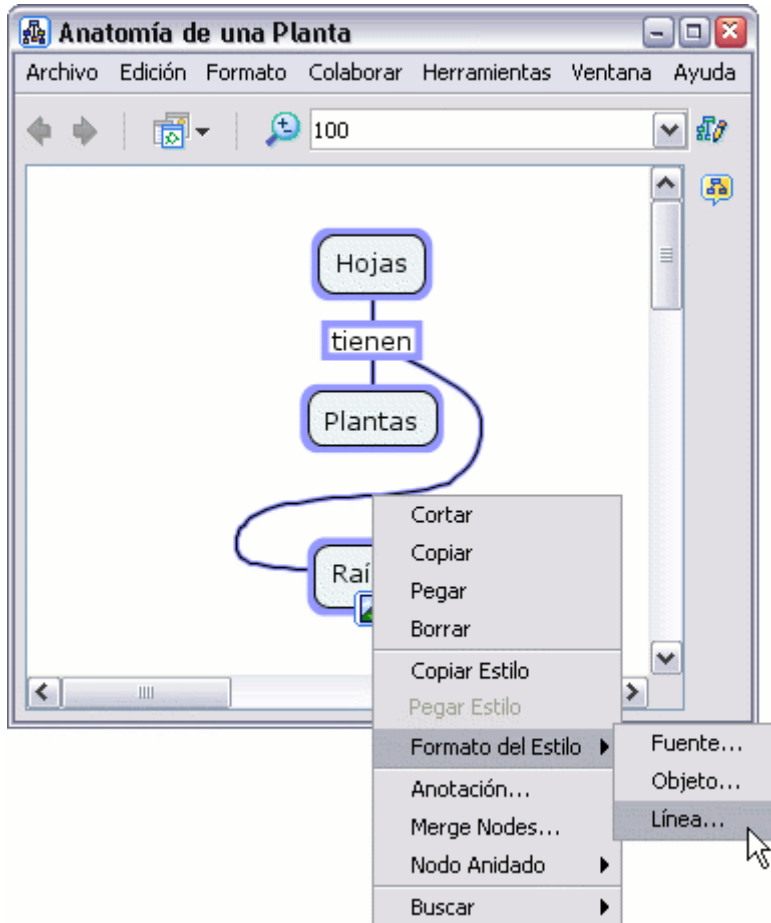 Anatomía de una Planta
Archivo Edición Formato Colaborar Herramientas Ventana Ayuda
100
Hojas
tienen
Plantas
Raí
Cortar
Copiar
Pegar
Borrar
Copiar Estilo
Pegar Estilo
Formato del Estilo
Fuente...
Objeto...
Línea...
Anotación...
Merge Nodes...
Nodo Anidado
Buscar